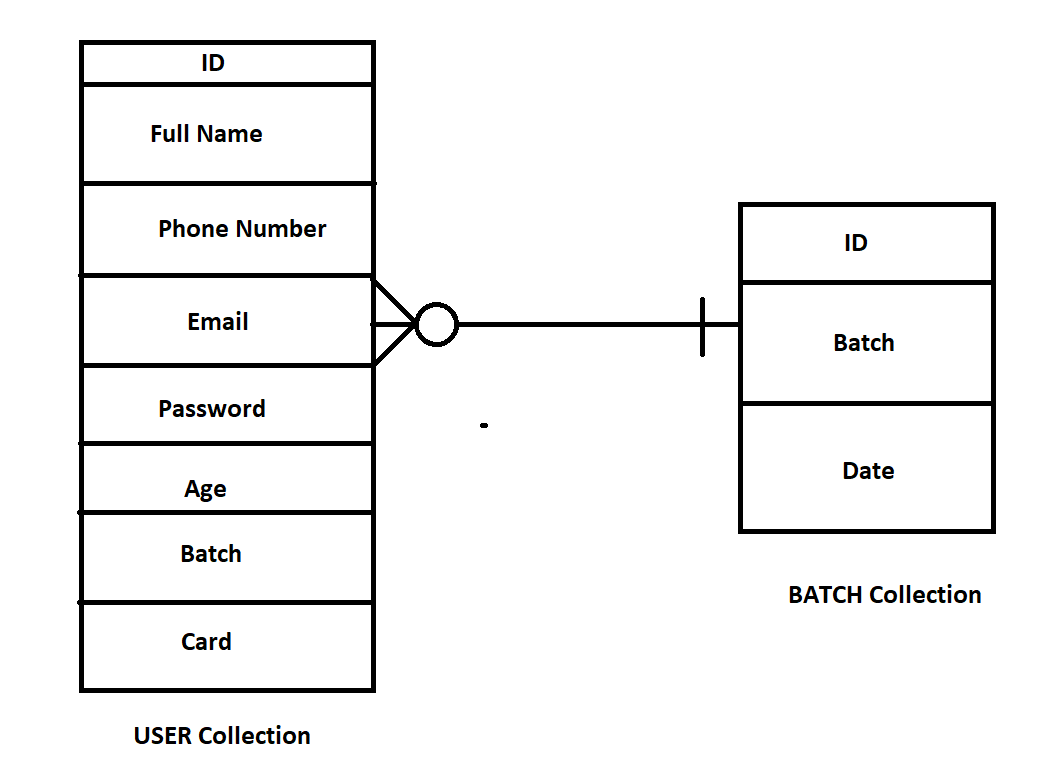 ID
Full Name
Phone Number
Email
Password
Age
Batch
Card
USER Collection
ID
Batch
Date
BATCH Collection